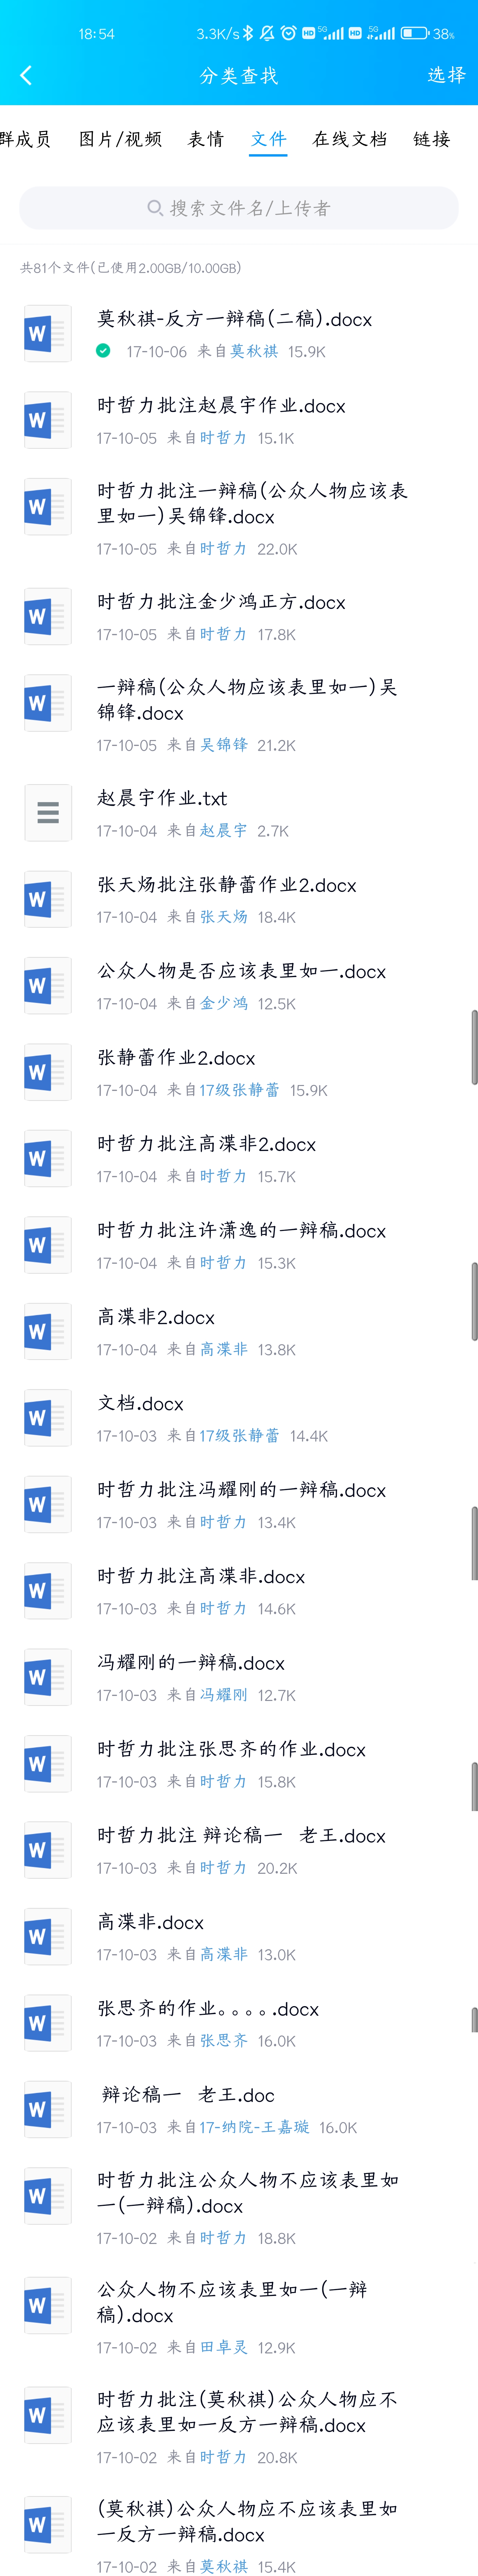 18:54
3.3K/s HD 5G HD 5G 38%
分类查找
选择
群成员 图片/视频 表情 文件 在线文档 链接
搜索文件名/上传者
共81个文件(已使用2.00GB/10.00GB)
莫秋祺-反方一辩稿(二稿).docx
17-10-06 来自莫秋祺 15.9K
时哲力批注赵晨宇作业.docx
17-10-05 来自时哲力 15.1K
时哲力批注一辩稿(公众人物应该表
里如一)吴锦锋.docx
17-10-05 来自时哲力 22.0K
时哲力批注金少鸿正方.docx
17-10-05 来自时哲力 17.8K
一辩稿(公众人物应该表里如一)吴
锦锋.docx
17-10-05 来自吴锦锋 21.2K
赵晨宇作业.txt
17-10-04 来自赵晨宇 2.7K
张天炀批注张静蕾作业2.docx
17-10-04 来自张天炀 18.4K
公众人物是否应该表里如一.docx
17-10-04 来自金少鸿 12.5K
张静蕾作业2.docx
17-10-04 来自17级张静蕾 15.9K
时哲力批注高渫非2.docx
17-10-04 来自时哲力 15.7K
时哲力批注许潇逸的一辩稿.docx
17-10-04 来自时哲力 15.3K
高渫非2.docx
17-10-04 来自高渫非 13.8K
文档.docx
17-10-03 来自17级张静蕾 14.4K
时哲力批注冯耀刚的一辩稿.docx
17-10-03 来自时哲力 13.4K
时哲力批注高渫非.docx
17-10-03 来自时哲力 14.6K
冯耀刚的一辩稿.docx
17-10-03 来自冯耀刚 12.7K
时哲力批注张思齐的作业.docx
17-10-03 来自时哲力 15.8K
时哲力批注 辩论稿一 老王.docx
17-10-03 来自时哲力 20.2K
高渫非.docx
17-10-03 来自高渫非 13.0K
张思齐的作业。。。。.docx
17-10-03 来自张思齐 16.0K
辩论稿一 老王.doc
17-10-03 来自17-纳院-王嘉璇 16.0K
时哲力批注公众人物不应该表里如
一(一辩稿).docx
17-10-02 来自时哲力 18.8K
公众人物不应该表里如一(一辩
稿).docx
17-10-02 来自田卓灵 12.9K
时哲力批注(莫秋祺)公众人物应不
应该表里如一反方一辩稿.docx
17-10-02 来自时哲力 20.8K
(莫秋祺)公众人物应不应该表里如
一反方一辩稿.docx
17-10-02 来自莫秋祺 15.4K